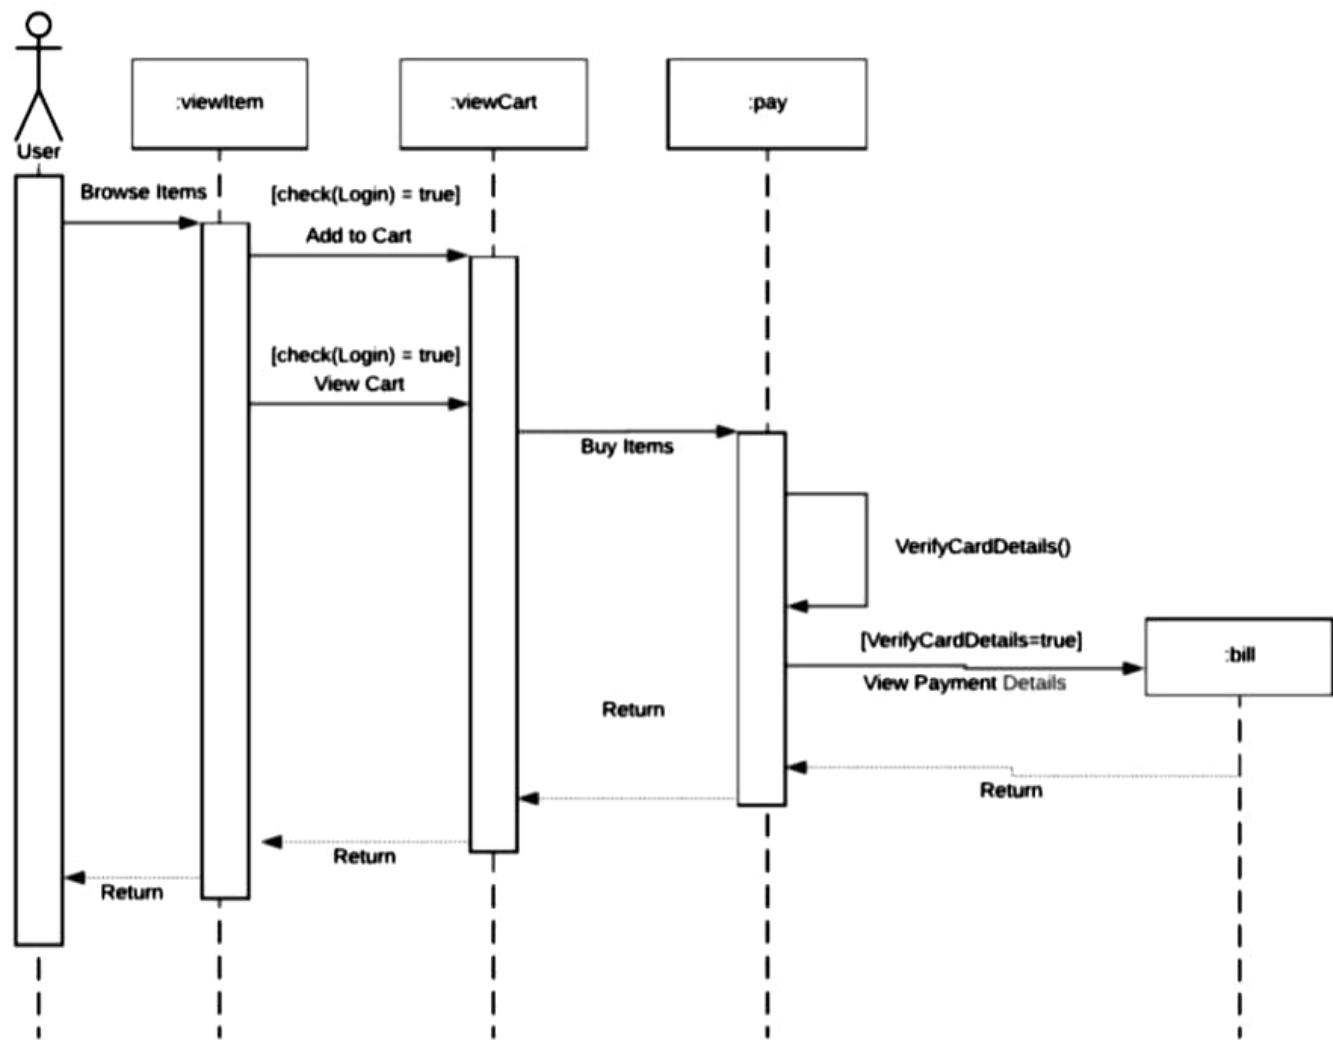 User
:viewItem
:viewCart
:pay
Browse Items
[check(Login) = true]
Add to Cart
[check(Login) = true]
View Cart
Buy Items
VerifyCardDetails()
[VerifyCardDetails=true]
View Payment Details
:bill
Return
Return
Return
Return